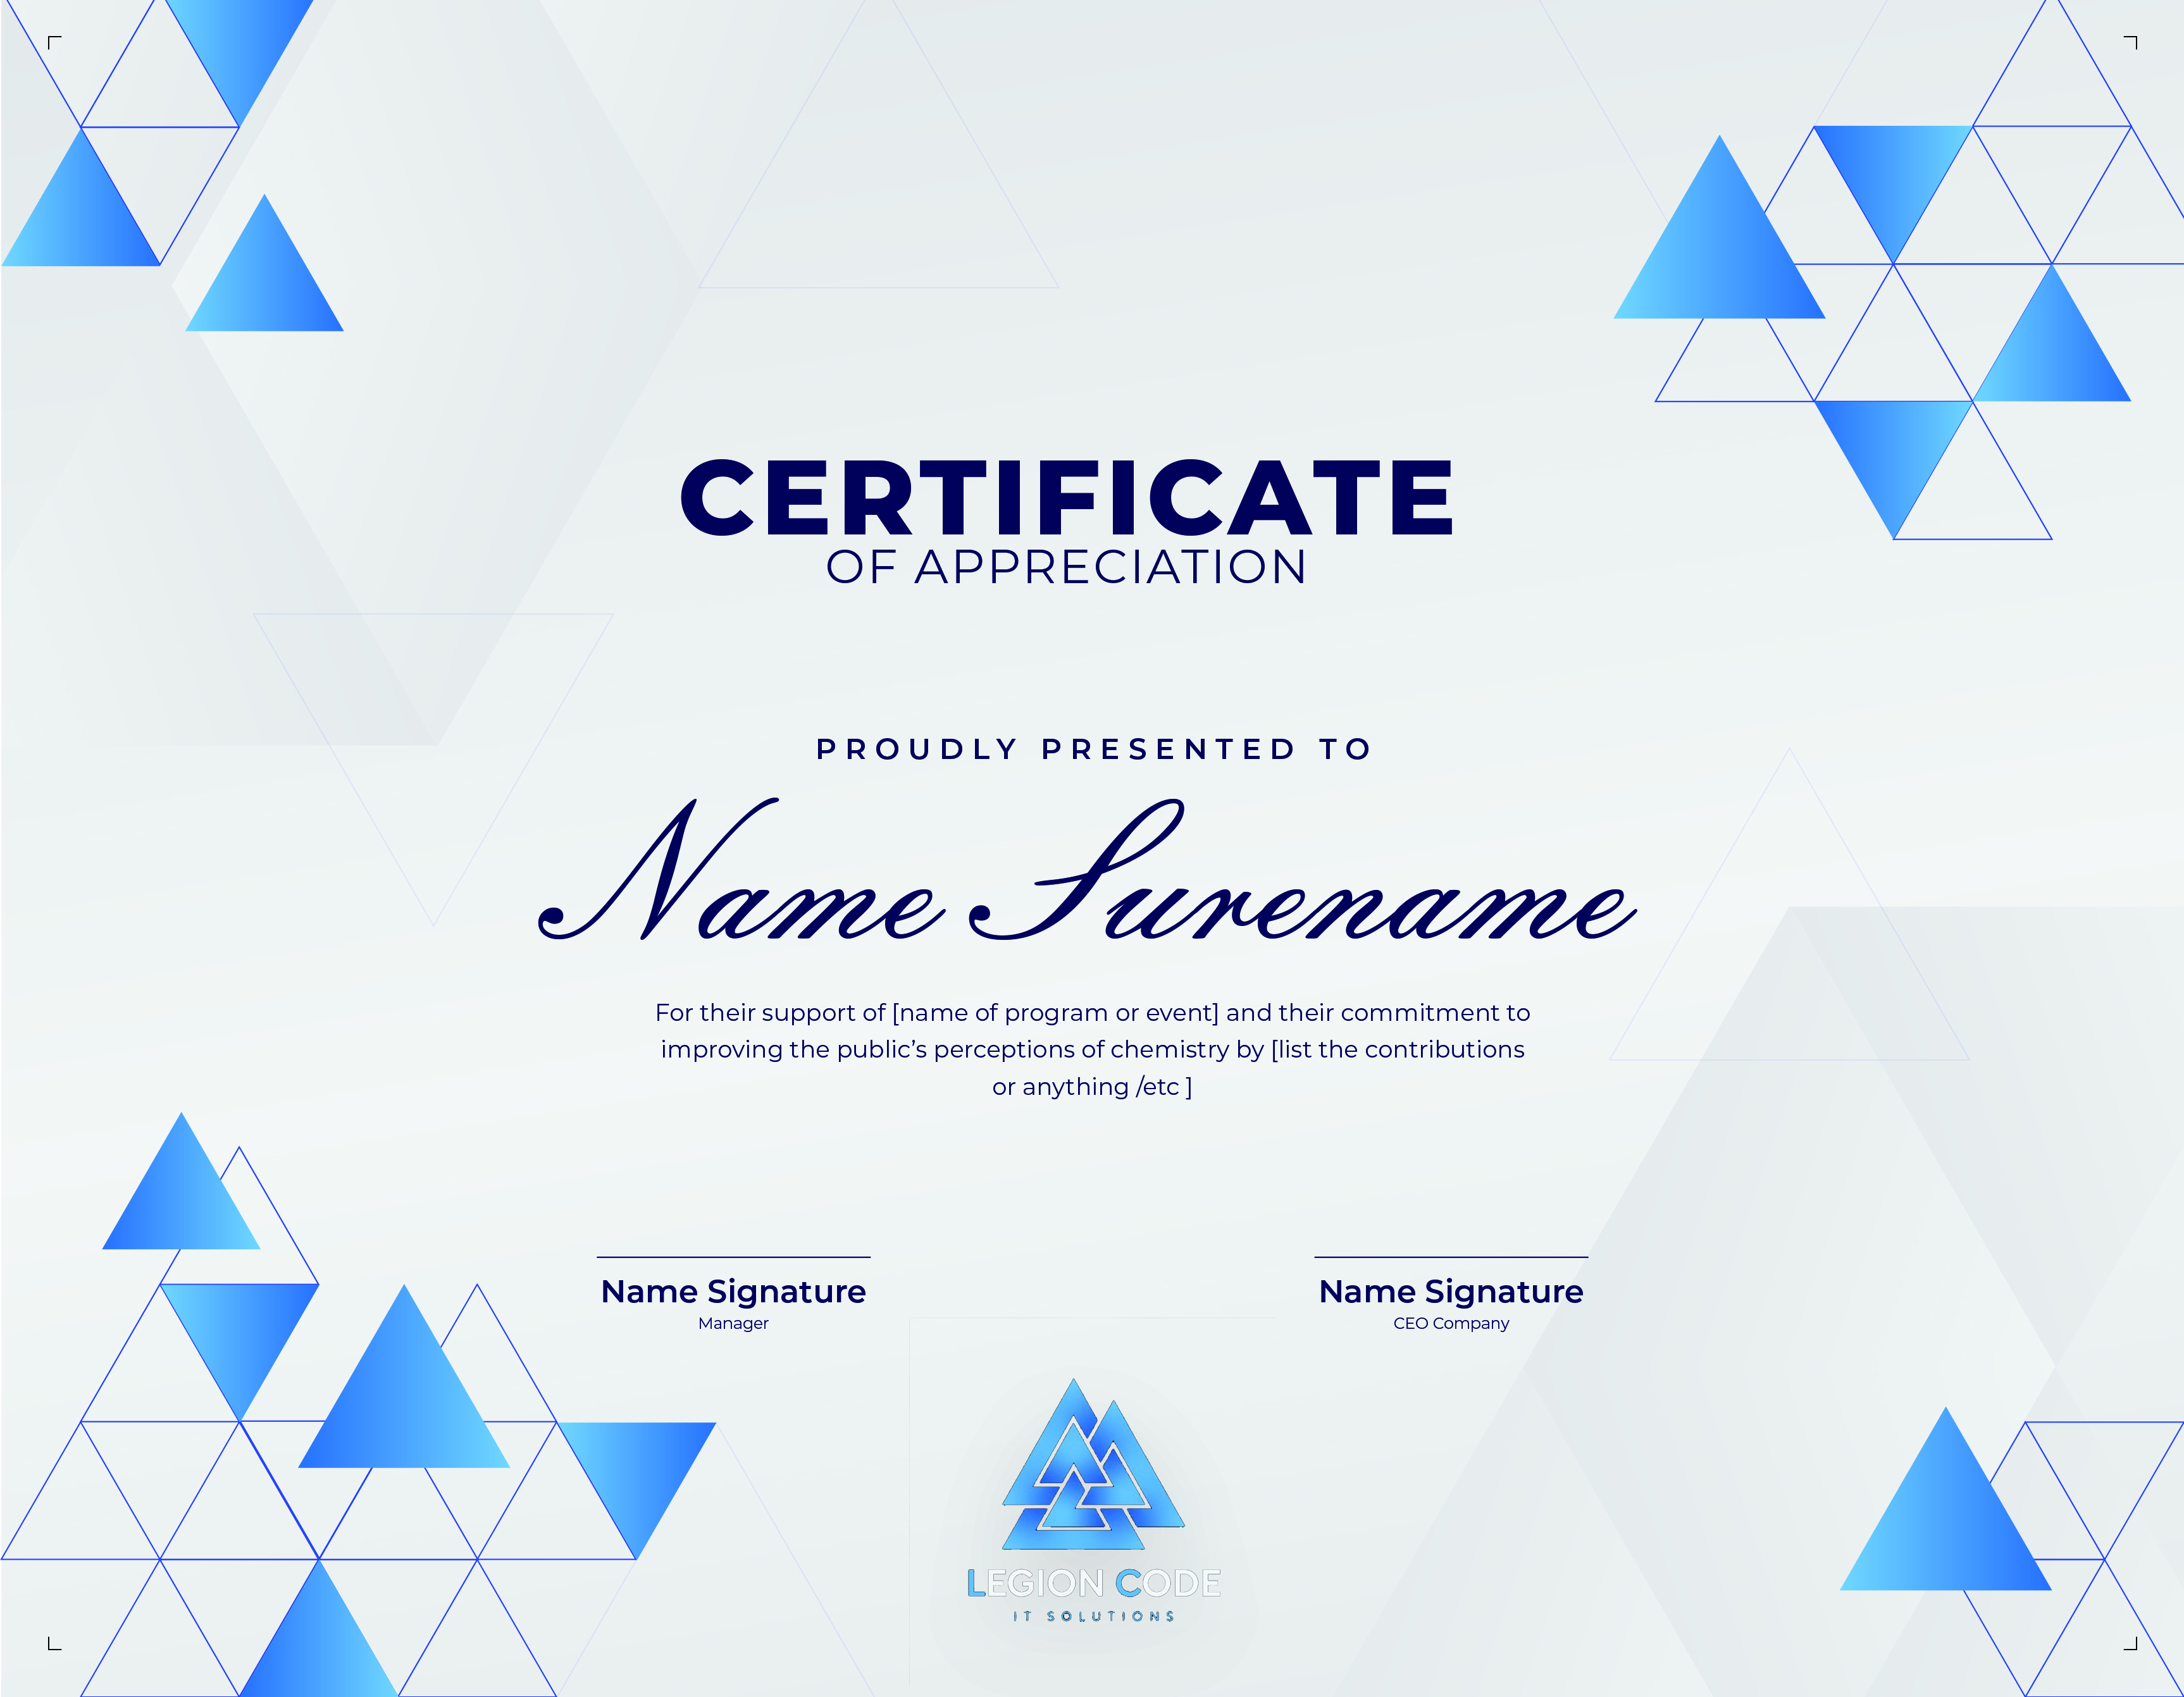 CERTIFICATE
OF APPRECIATION
PROUDLY PRESENTED TO
Name Surename
For their support of [name of program or event] and their commitment to
improving the public’s perceptions of chemistry by [list the contributions
or anything /etc ]
Name Signature
Manager
Name Signature
CEO Company
LEGION CODE
IT SOLUTIONS